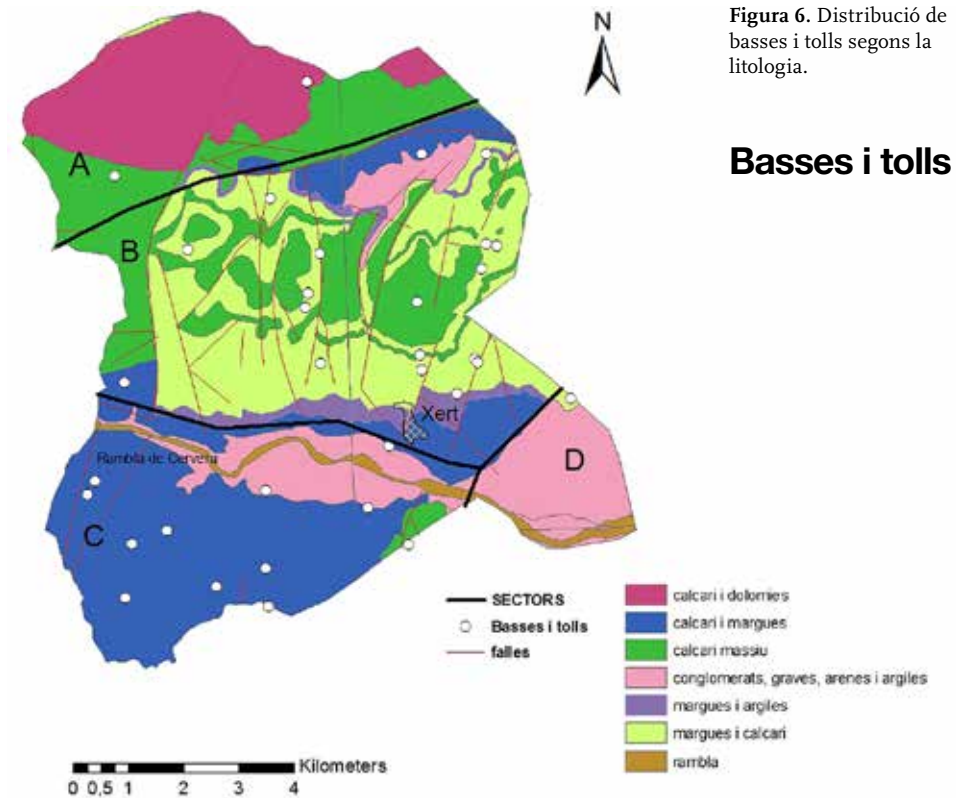 Figura 6. Distribució de
basses i tolls segons la
litologia.
Basses i tolls
N
A
B
Xert
D
Rambla de Cervera
C
SECTORS
Basses i tolls
falles
calcari i dolomies
calcari i margues
calcari massiu
conglomerats, graves, arenes i argiles
margues i argiles
margues i calcari
rambla
Kilometers
0 0,5 1 2 3 4